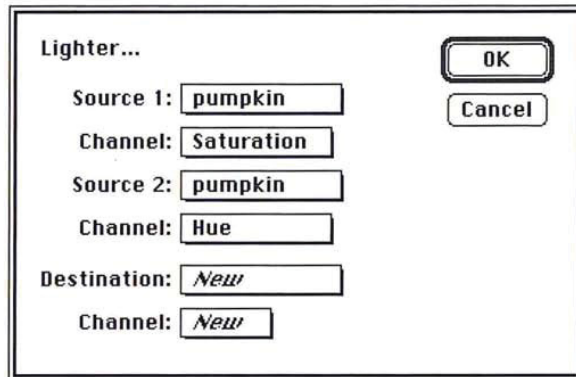 Lighter...
OK
Source 1: pumpkin
Cancel
Channel: Saturation
Source 2: pumpkin
Channel: Hue
Destination: New
Channel: New